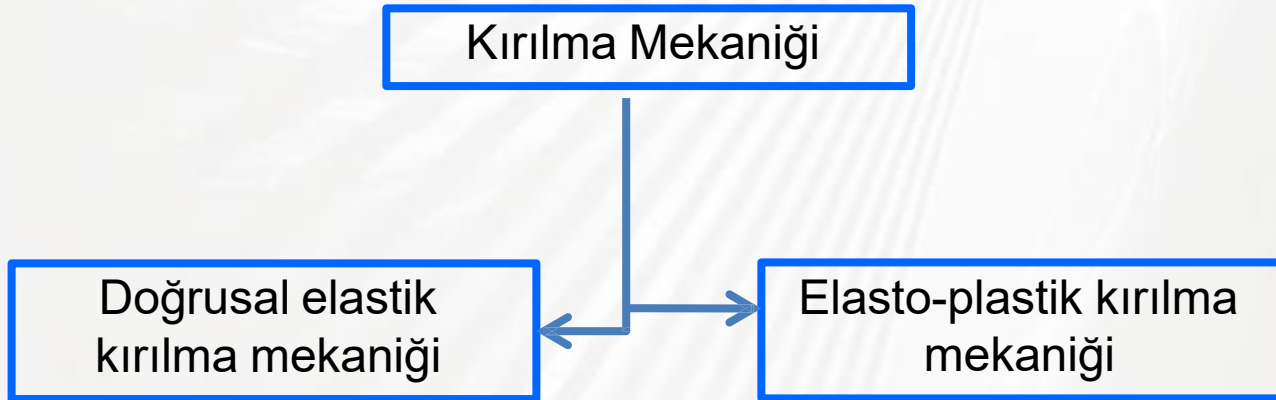 Kırılma Mekaniği
Doğrusal elastik
kırılma mekaniği
Elasto-plastik kırılma
mekaniği